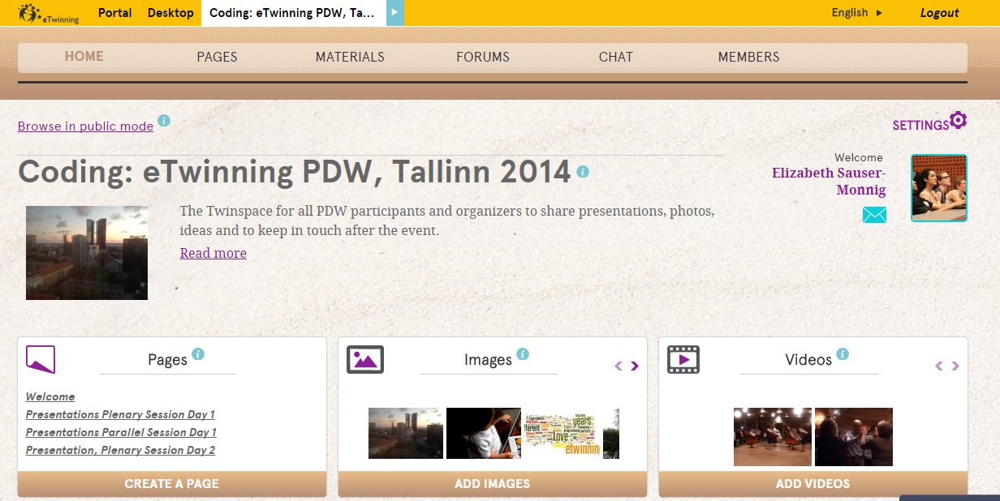 eTwinning Portal Desktop Coding: eTwinning PDW, Ta... English Logout
HOME PAGES MATERIALS FORUMS CHAT MEMBERS
Browse in public mode i
SETTINGS
Coding: eTwinning PDW, Tallinn 2014 i
Welcome
Elizabeth Sauser-
Monnig
The Twinspace for all PDW participants and organizers to share presentations, photos,
ideas and to keep in touch after the event.
Read more
Pages i
Welcome
Presentations Plenary Session Day 1
Presentations Parallel Session Day 1
Presentation, Plenary Session Day 2
CREATE A PAGE
Images i
years
Love
etwinnin
ADD IMAGES
Videos i
ADD VIDEOS